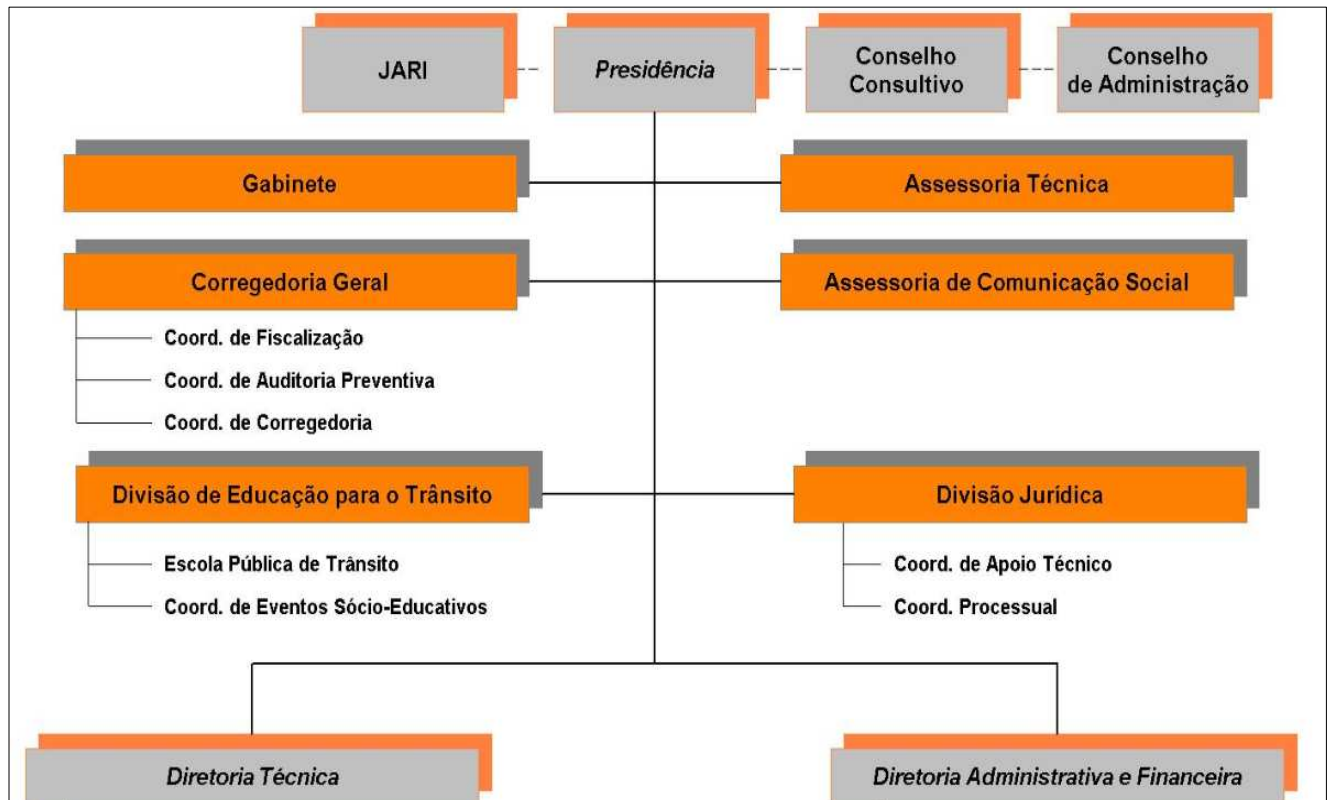 JARI
Presidência
Conselho
Consultivo
Conselho
de Administração
Gabinete
Assessoria Técnica
Corregedoria Geral
Assessoria de Comunicação Social
Coord. de Fiscalização
Coord. de Auditoria Preventiva
Coord. de Corregedoria
Divisão de Educação para o Trânsito
Divisão Jurídica
Escola Pública de Trânsito
Coord. de Eventos Sócio-Educativos
Coord. de Apoio Técnico
Coord. Processual
Diretoria Técnica
Diretoria Administrativa e Financeira